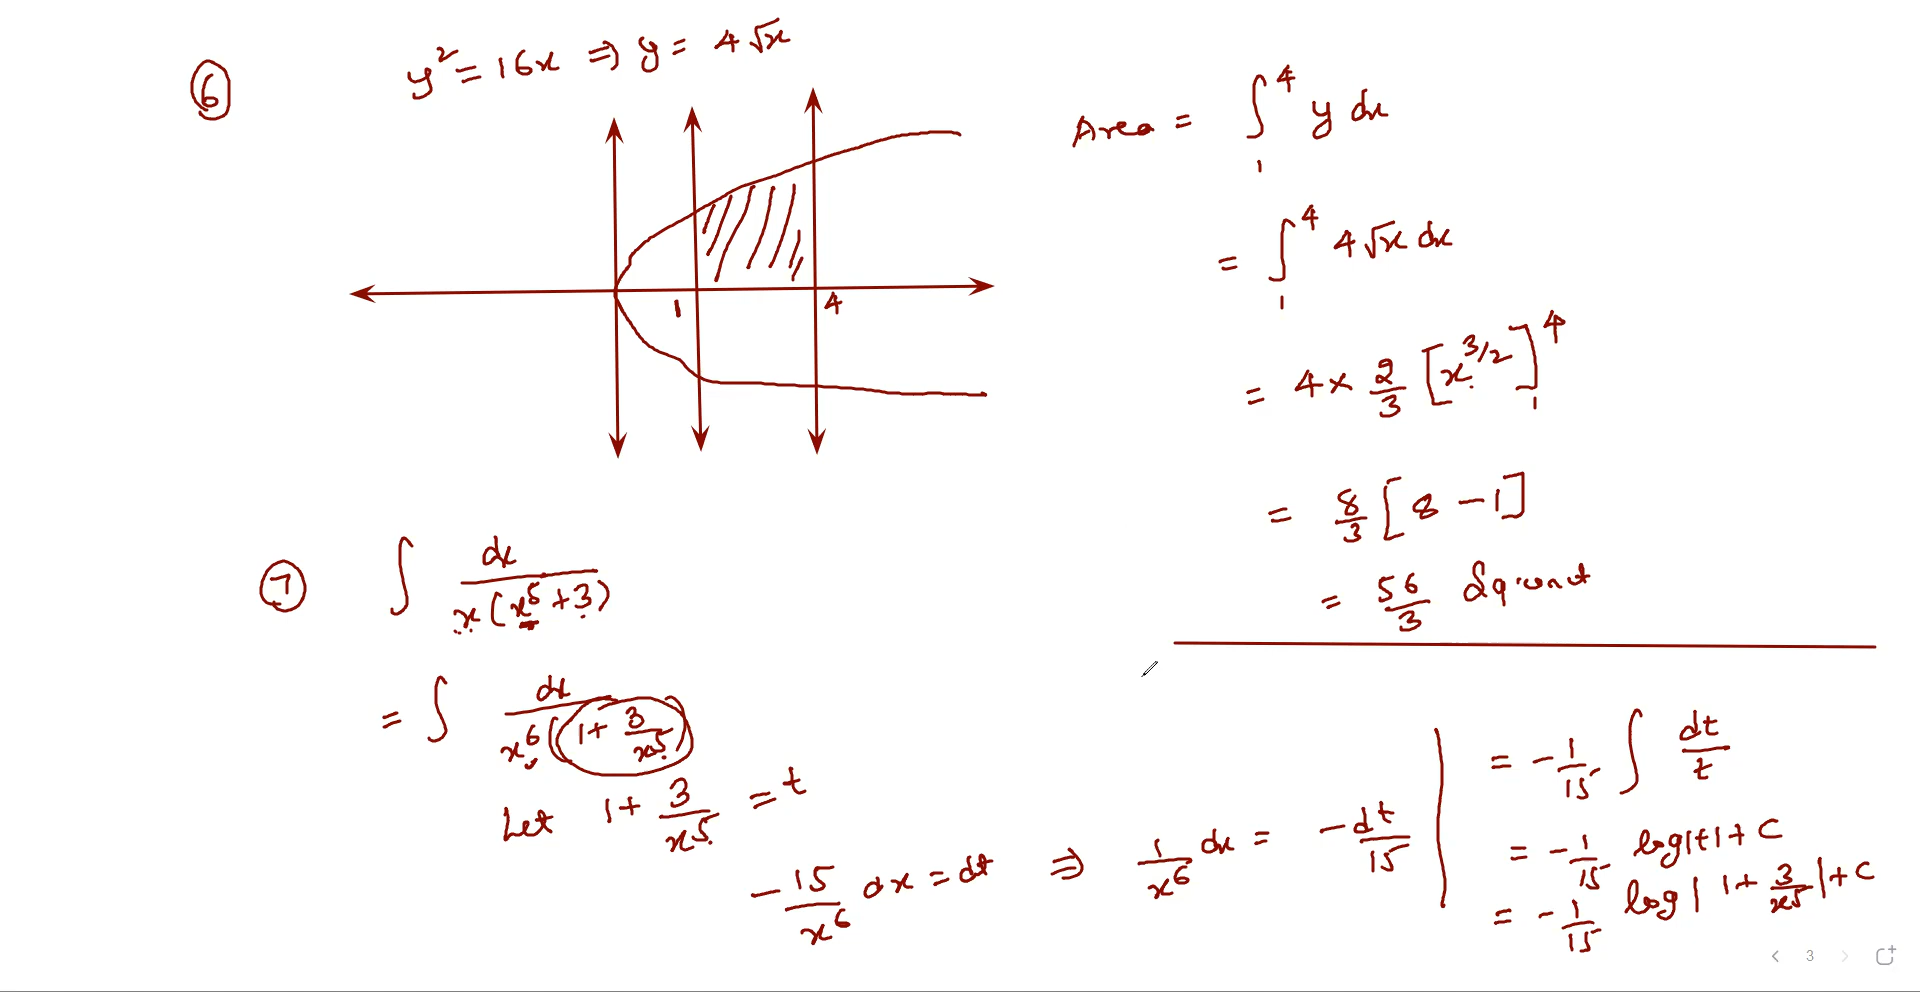 ⑥ y² = 16x ⇒ y = 4√x
1 4
Area = ∫₁⁴ y dx
= ∫₁⁴ 4√x dx
= 4 × 2/3 [x^(3/2)]₁⁴
= 8/3 [8 − 1]
= 56/3 Sq unit
⑦ ∫ dx / x(x⁵ + 3)
= ∫ dx / x⁶(1 + 3/x⁵)
Let 1 + 3/x⁵ = t
−15/x⁶ dx = dt ⇒ 1/x⁶ dx = −dt/15
= −1/15 ∫ dt/t
= −1/15 log|t| + C
= −1/15 log|1 + 3/x⁵| + C
3